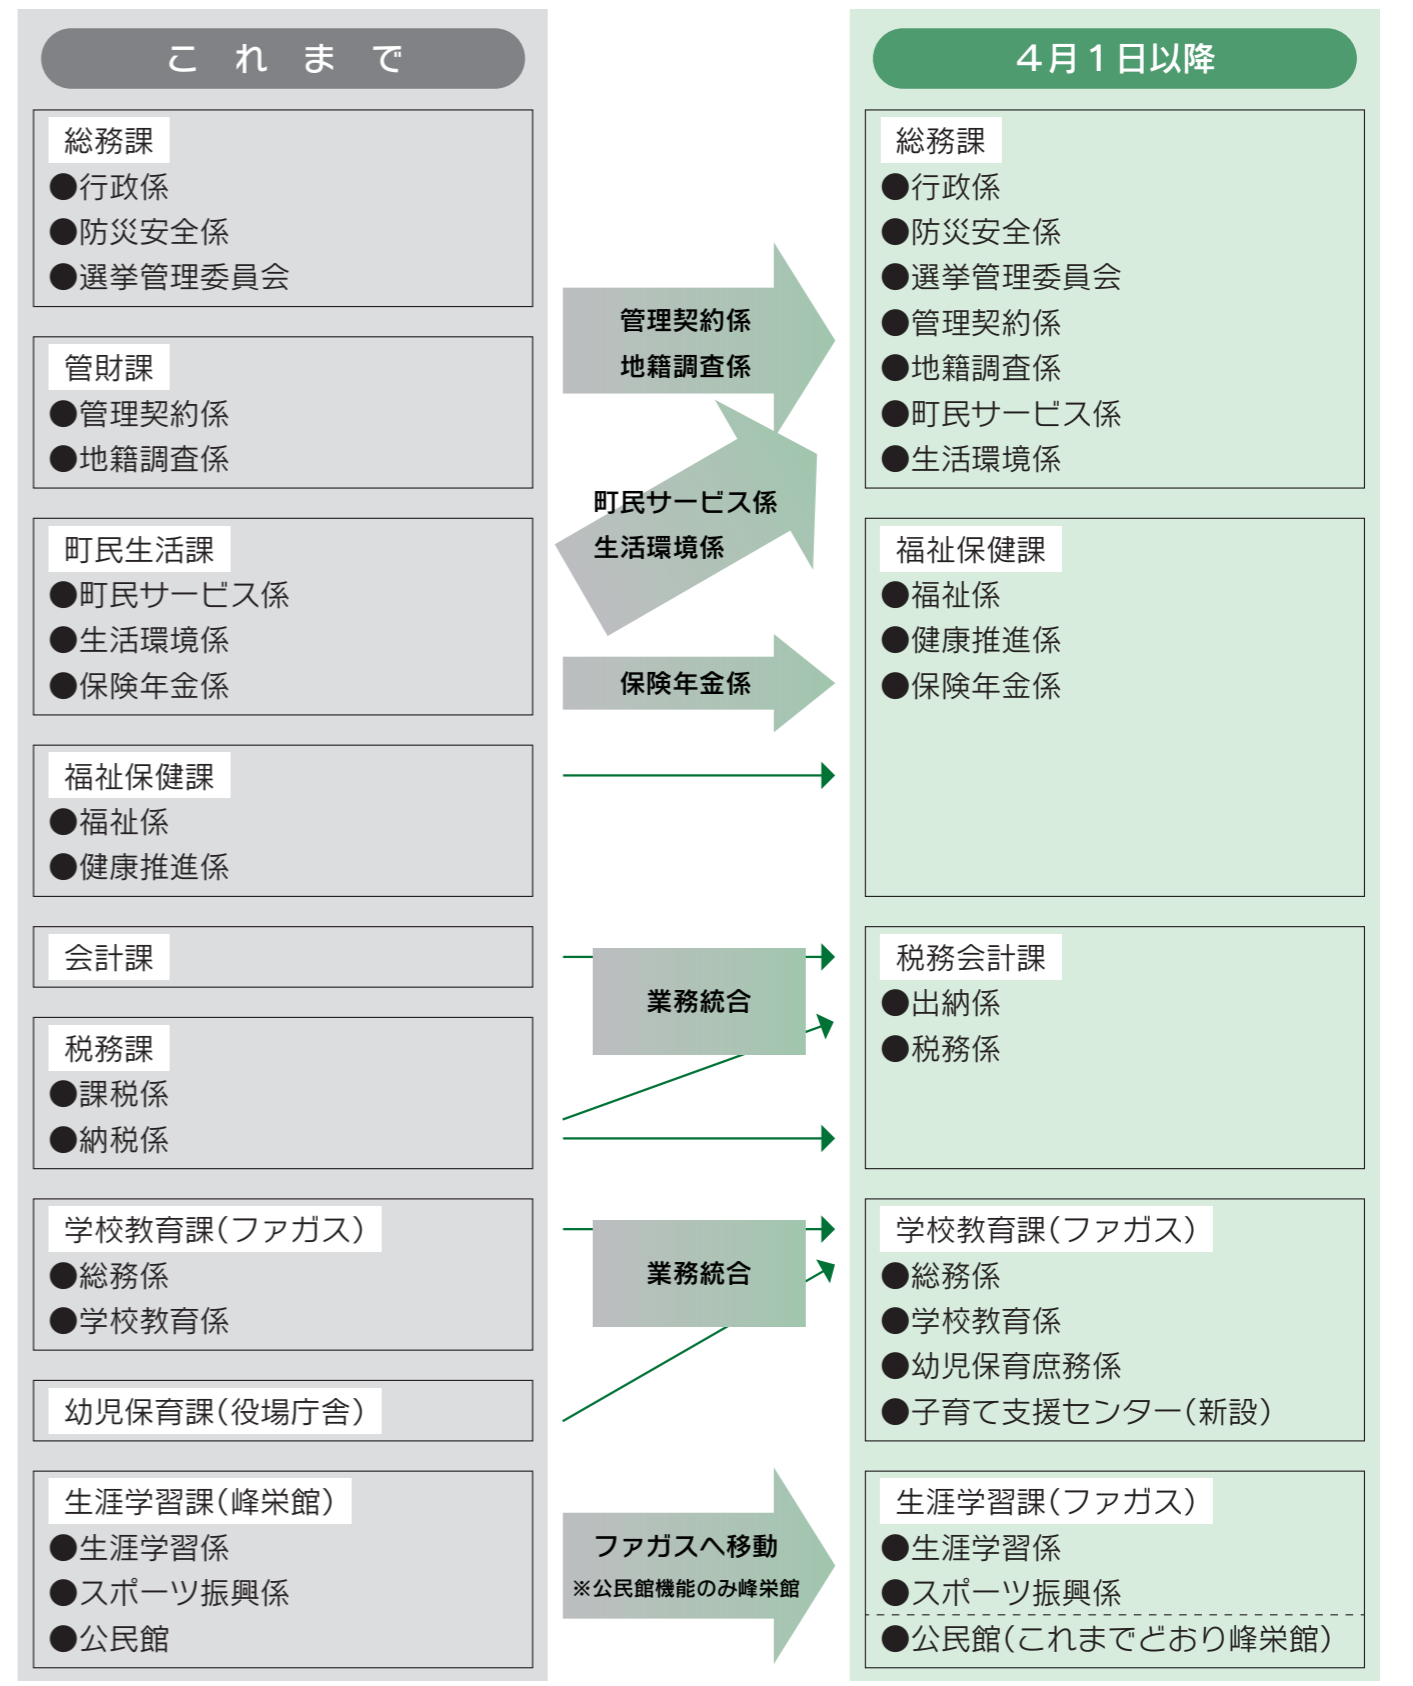 これまで
総務課
●行政係
●防災安全係
●選挙管理委員会
管財課
●管理契約係
●地籍調査係
町民生活課
●町民サービス係
●生活環境係
●保険年金係
福祉保健課
●福祉係
●健康推進係
会計課
税務課
●課税係
●納税係
学校教育課(ファガス)
●総務係
●学校教育係
幼児保育課(役場庁舎)
生涯学習課(峰栄館)
●生涯学習係
●スポーツ振興係
●公民館
管理契約係
地籍調査係
町民サービス係
生活環境係
保険年金係
業務統合
業務統合
ファガスへ移動
※公民館機能のみ峰栄館
4月1日以降
総務課
●行政係
●防災安全係
●選挙管理委員会
●管理契約係
●地籍調査係
●町民サービス係
●生活環境係
福祉保健課
●福祉係
●健康推進係
●保険年金係
税務会計課
●出納係
●税務係
学校教育課(ファガス)
●総務係
●学校教育係
●幼児保育庶務係
●子育て支援センター(新設)
生涯学習課(ファガス)
●生涯学習係
●スポーツ振興係
●公民館(これまでどおり峰栄館)